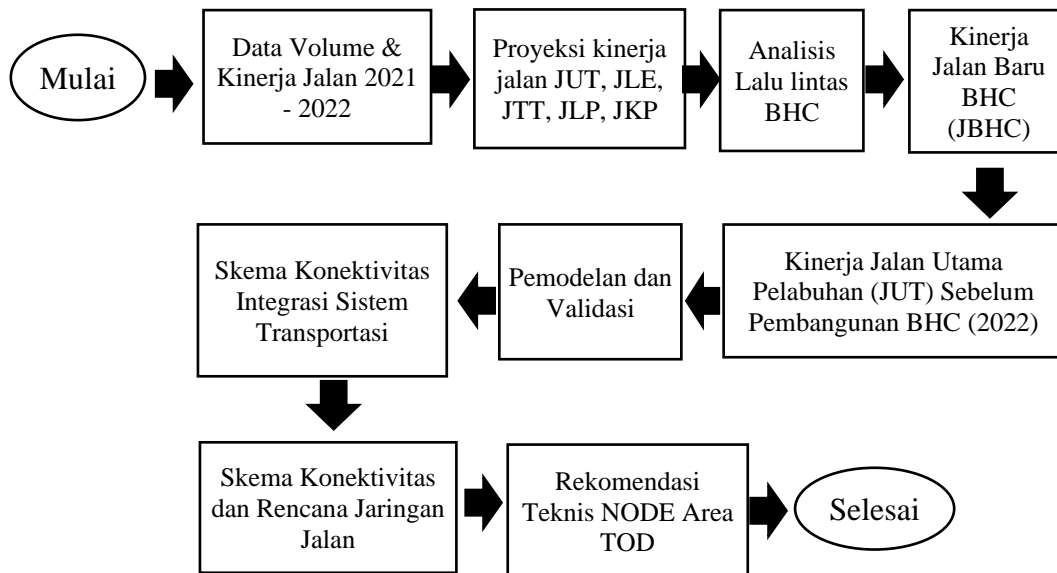 Mulai
Data Volume &
Kinerja Jalan 2021
- 2022
Proyeksi kinerja
jalan JUT, JLE,
JTT, JLP, JKP
Analisis
Lalu lintas
BHC
Kinerja
Jalan Baru
BHC
(JBHC)
Kinerja Jalan Utama
Pelabuhan (JUT) Sebelum
Pembangunan BHC (2022)
Pemodelan dan
Validasi
Skema Konektivitas
Integrasi Sistem
Transportasi
Skema Konektivitas
dan Rencana Jaringan
Jalan
Rekomendasi
Teknis NODE Area
TOD
Selesai